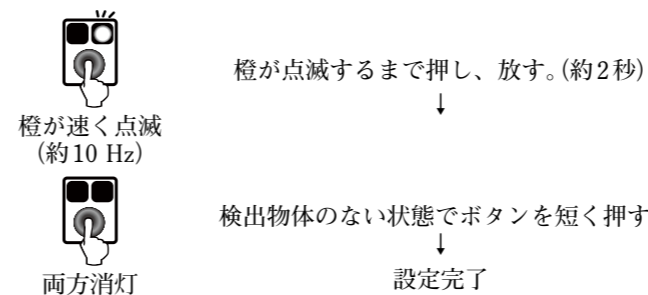 橙が点滅するまで押し、放す。(約2秒)
↓
橙が速く点滅
(約10 Hz)
検出物体のない状態でボタンを短く押す
↓
両方消灯
設定完了